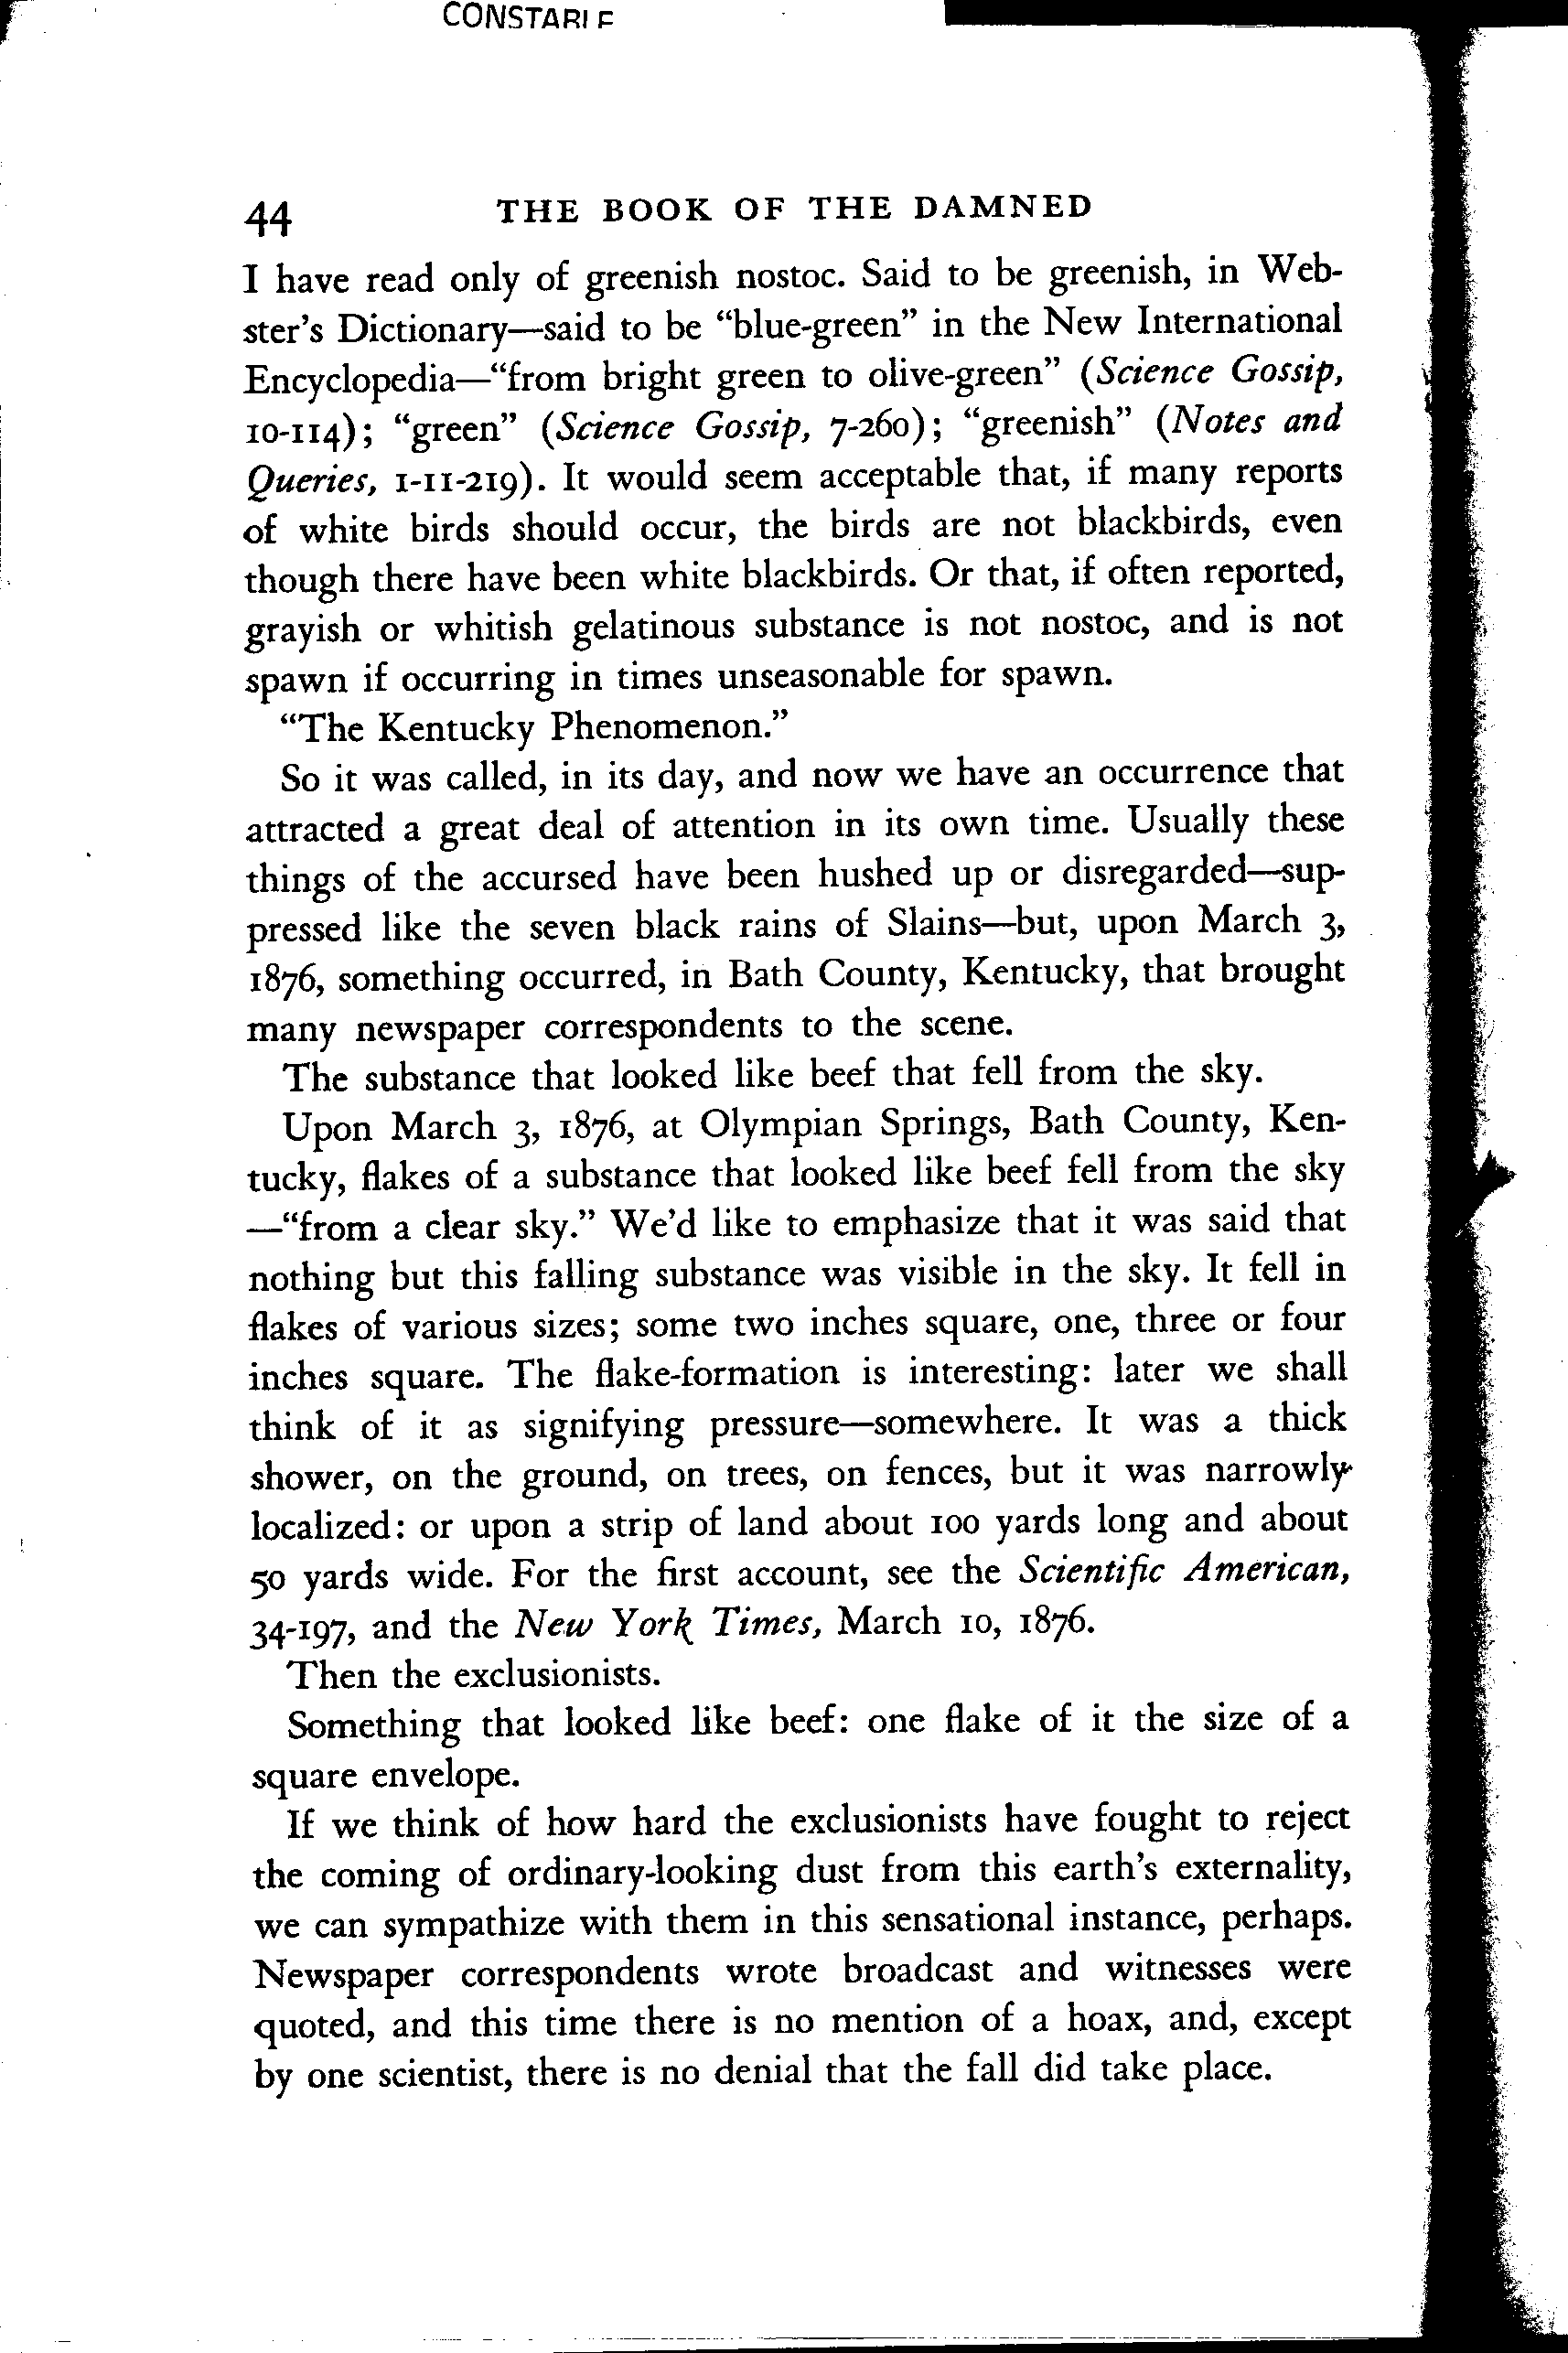 44 THE BOOK OF THE DAMNED
I have read only of greenish nostoc. Said to be greenish, in Web-
ster's Dictionary—said to be "blue-green" in the New International
Encyclopedia—"from bright green to olive-green" (Science Gossip,
10-114); "green" (Science Gossip, 7-260); "greenish" (Notes and
Queries, 1-11-219). It would seem acceptable that, if many reports
of white birds should occur, the birds are not blackbirds, even
though there have been white blackbirds. Or that, if often reported,
grayish or whitish gelatinous substance is not nostoc, and is not
spawn if occurring in times unseasonable for spawn.
"The Kentucky Phenomenon."
So it was called, in its day, and now we have an occurrence that
attracted a great deal of attention in its own time. Usually these
things of the accursed have been hushed up or disregarded—sup-
pressed like the seven black rains of Slains—but, upon March 3,
1876, something occurred, in Bath County, Kentucky, that brought
many newspaper correspondents to the scene.
The substance that looked like beef that fell from the sky.
Upon March 3, 1876, at Olympian Springs, Bath County, Ken-
tucky, flakes of a substance that looked like beef fell from the sky
—"from a clear sky." We'd like to emphasize that it was said that
nothing but this falling substance was visible in the sky. It fell in
flakes of various sizes; some two inches square, one, three or four
inches square. The flake-formation is interesting: later we shall
think of it as signifying pressure—somewhere. It was a thick
shower, on the ground, on trees, on fences, but it was narrowly
localized: or upon a strip of land about 100 yards long and about
50 yards wide. For the first account, see the Scientific American,
34-197, and the New York Times, March 10, 1876.
Then the exclusionists.
Something that looked like beef: one flake of it the size of a
square envelope.
If we think of how hard the exclusionists have fought to reject
the coming of ordinary-looking dust from this earth's externality,
we can sympathize with them in this sensational instance, perhaps.
Newspaper correspondents wrote broadcast and witnesses were
quoted, and this time there is no mention of a hoax, and, except
by one scientist, there is no denial that the fall did take place.